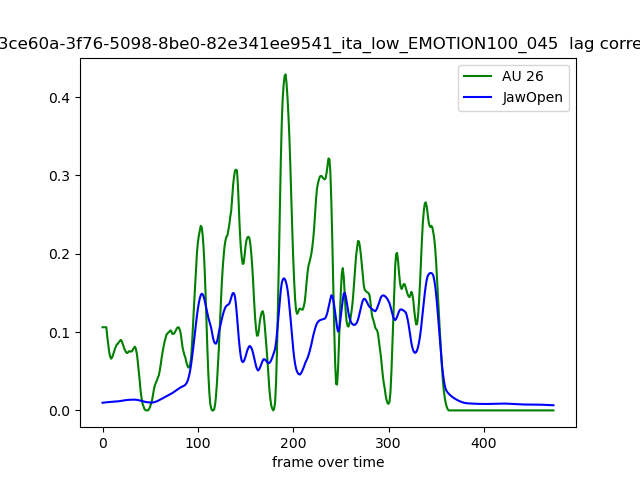 3ce60a-3f76-5098-8be0-82e341ee9541_ita_low_EMOTION100_045  lag corre
AU 26
JawOpen
0.4
0.3
0.2
0.1
0.0
0 100 200 300 400
frame over time